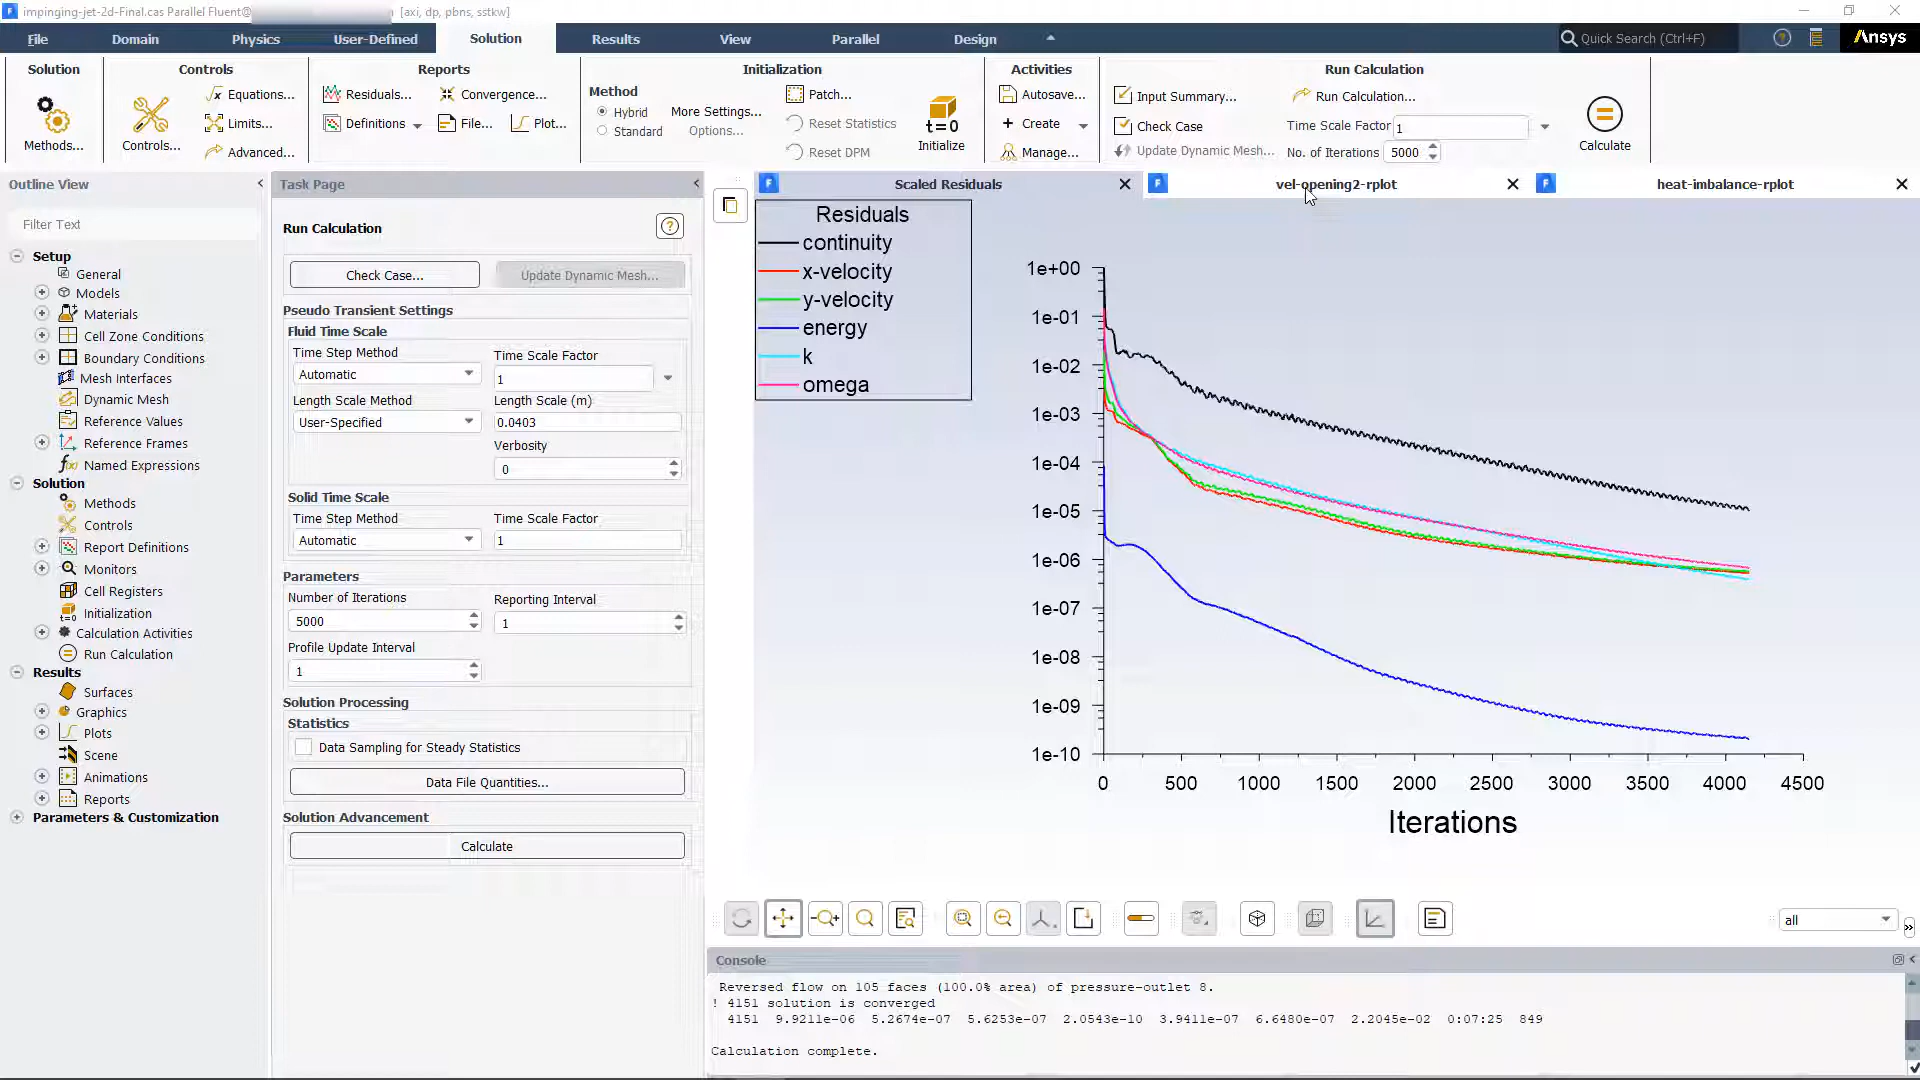 impinging-jet-2d-Final.cas Parallel Fluent@ [axi, dp, pbns, sstkw]
File Domain Physics User-Defined Solution Results View Parallel Design Quick Search (Ctrl+F) Ansys
Solution Controls Reports Initialization Activities Run Calculation
Methods...
Controls...
Equations...
Limits...
Advanced...
Residuals... Convergence...
Definitions File... Plot...
Method
Hybrid
Standard
More Settings...
Options...
Patch...
Reset Statistics
Reset DPM
t=0
Initialize
Autosave...
Create
Manage...
Input Summary...
Check Case
Update Dynamic Mesh...
Run Calculation...
Time Scale Factor 1
No. of Iterations 5000
Calculate
Outline View
Filter Text
Setup
General
Models
Materials
Cell Zone Conditions
Boundary Conditions
Mesh Interfaces
Dynamic Mesh
Reference Values
Reference Frames
Named Expressions
Solution
Methods
Controls
Report Definitions
Monitors
Cell Registers
t=0 Initialization
Calculation Activities
Run Calculation
Results
Surfaces
Graphics
Plots
Scene
Animations
Reports
Parameters & Customization
Task Page
Run Calculation
Check Case... Update Dynamic Mesh...
Pseudo Transient Settings
Fluid Time Scale
Time Step Method Time Scale Factor
Automatic 1
Length Scale Method Length Scale (m)
User-Specified 0.0403
Verbosity
0
Solid Time Scale
Time Step Method Time Scale Factor
Automatic 1
Parameters
Number of Iterations Reporting Interval
5000 1
Profile Update Interval
1
Solution Processing
Statistics
Data Sampling for Steady Statistics
Data File Quantities...
Solution Advancement
Calculate
Scaled Residuals vel-opening2-rplot heat-imbalance-rplot
Residuals
continuity
x-velocity
y-velocity
energy
k
omega
1e+00
1e-01
1e-02
1e-03
1e-04
1e-05
1e-06
1e-07
1e-08
1e-09
1e-10
0 500 1000 1500 2000 2500 3000 3500 4000 4500
Iterations
all
Console
Reversed flow on 105 faces (100.0% area) of pressure-outlet 8.
! 4151 solution is converged
4151 9.9211e-06 5.2674e-07 5.6253e-07 2.0543e-10 3.9411e-07 6.6480e-07 2.2045e-02 0:07:25 849
Calculation complete.